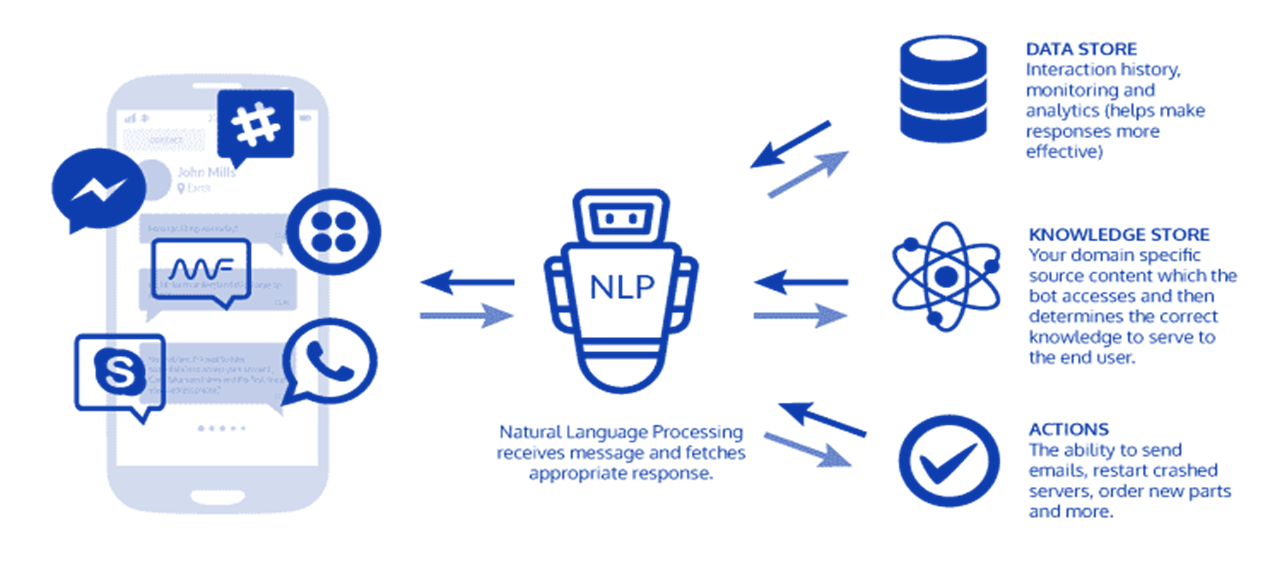 John Mills
Earth
NLP
Natural Language Processing
receives message and fetches
appropriate response.
DATA STORE
Interaction history,
monitoring and
analytics (helps make
responses more
effective)
KNOWLEDGE STORE
Your domain specific
source content which the
bot accesses and then
determines the correct
knowledge to serve to
the end user.
ACTIONS
The ability to send
emails, restart crashed
servers, order new parts
and more.